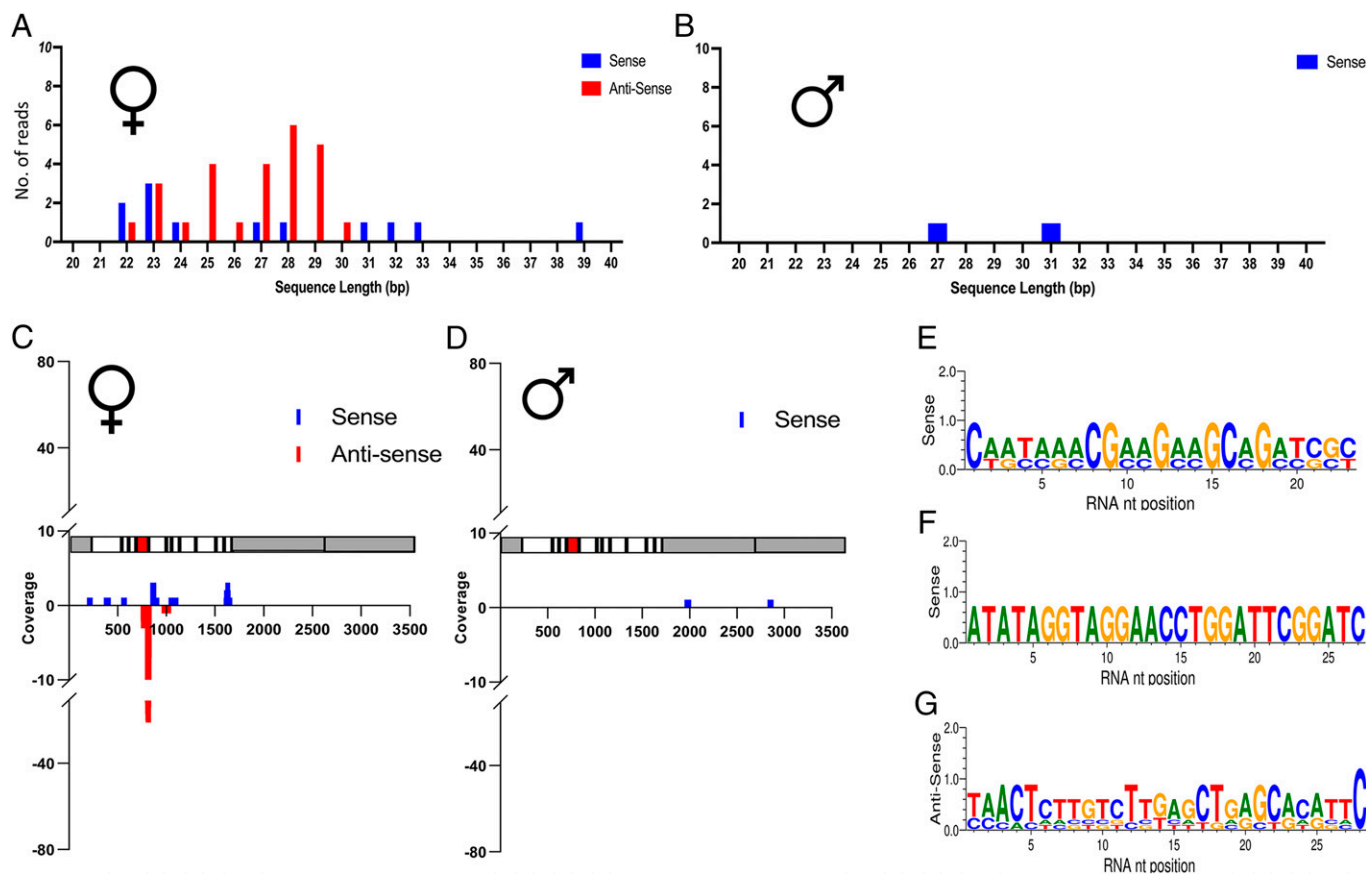 A
10
8
6
4
2
0
No. of reads
Sense
Anti-Sense
20 21 22 23 24 25 26 27 28 29 30 31 32 33 34 35 36 37 38 39 40
Sequence Length (bp)
B
10
8
6
4
2
0
Sense
20 21 22 23 24 25 26 27 28 29 30 31 32 33 34 35 36 37 38 39 40
Sequence Length (bp)
C
80
40
10
0
-10
-40
-80
Coverage
Sense
Anti-sense
500 1000 1500 2000 2500 3000 3500
D
80
40
10
0
-10
-40
-80
Coverage
Sense
500 1000 1500 2000 2500 3000 3500
E
2.0
1.0
0.0
Sense
CAATAAACGAAGAAGCAGATCGC
5 10 15 20
RNA nt position
F
2.0
1.0
0.0
Sense
ATATAGGTAGGAACCTGGATTCGGATC
5 10 15 20 25
RNA nt position
G
2.0
1.0
0.0
Anti-Sense
TAACTCTTGTCTTGAGCTGAGCACATTC
5 10 15 20 25
RNA nt position